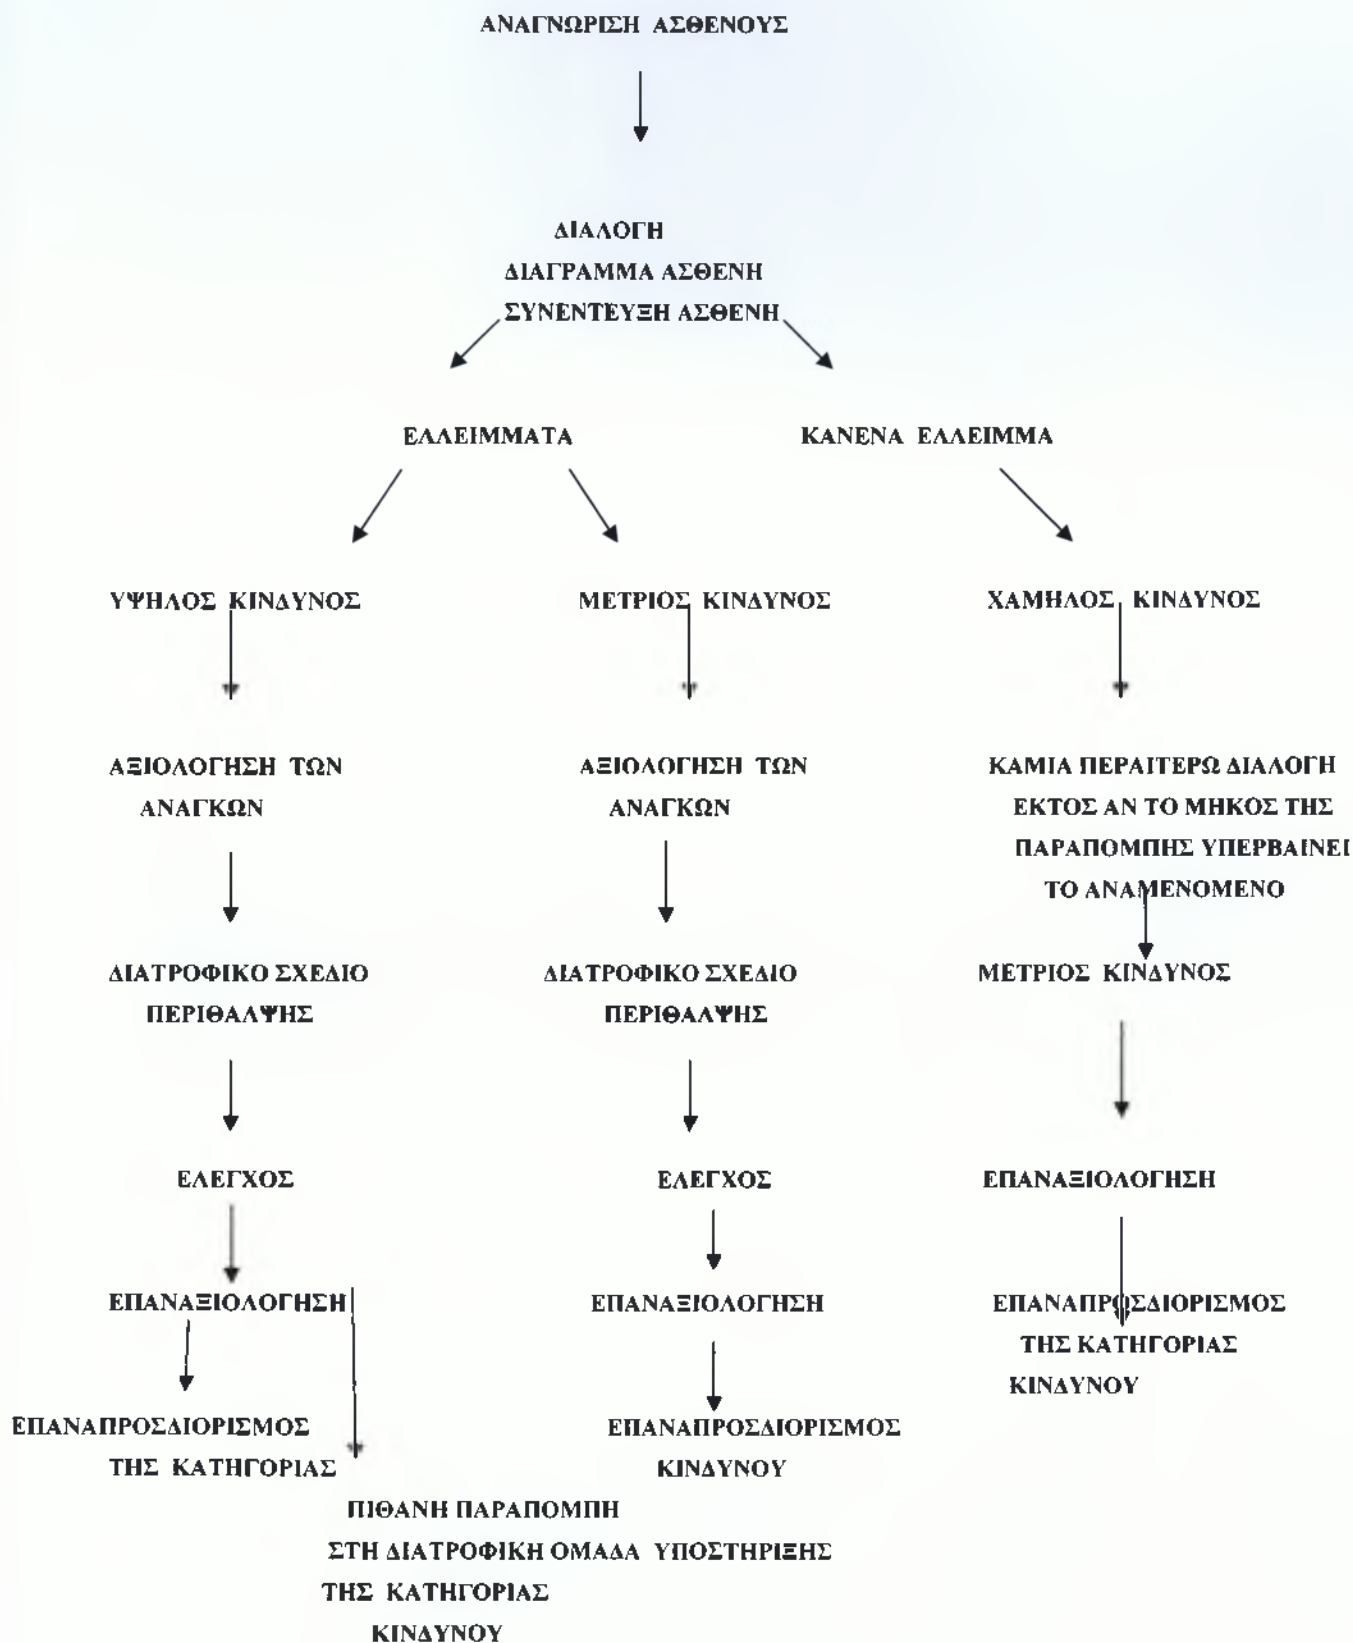 ΑΝΑΓΝΩΡΙΣΗ ΑΣΘΕΝΟΥΣ
ΔΙΑΛΟΓΗ
ΔΙΑΓΡΑΜΜΑ ΑΣΘΕΝΗ
ΣΥΝΕΝΤΕΥΞΗ ΑΣΘΕΝΗ
ΕΛΛΕΙΜΜΑΤΑ
ΚΑΝΕΝΑ ΕΛΛΕΙΜΜΑ
ΥΨΗΛΟΣ ΚΙΝΔΥΝΟΣ
ΜΕΤΡΙΟΣ ΚΙΝΔΥΝΟΣ
ΧΑΜΗΛΟΣ ΚΙΝΔΥΝΟΣ
ΑΞΙΟΛΟΓΗΣΗ ΤΩΝ
ΑΝΑΓΚΩΝ
ΑΞΙΟΛΟΓΗΣΗ ΤΩΝ
ΑΝΑΓΚΩΝ
ΚΑΜΙΑ ΠΕΡΑΙΤΕΡΩ ΔΙΑΛΟΓΗ
ΕΚΤΟΣ ΑΝ ΤΟ ΜΗΚΟΣ ΤΗΣ
ΠΑΡΑΠΟΜΠΗΣ ΥΠΕΡΒΑΙΝΕΙ
ΤΟ ΑΝΑΜΕΝΟΜΕΝΟ
ΔΙΑΤΡΟΦΙΚΟ ΣΧΕΔΙΟ
ΠΕΡΙΘΑΛΨΗΣ
ΔΙΑΤΡΟΦΙΚΟ ΣΧΕΔΙΟ
ΠΕΡΙΘΑΛΨΗΣ
ΜΕΤΡΙΟΣ ΚΙΝΔΥΝΟΣ
ΕΛΕΓΧΟΣ
ΕΛΕΓΧΟΣ
ΕΠΑΝΑΞΙΟΛΟΓΗΣΗ
ΕΠΑΝΑΞΙΟΛΟΓΗΣΗ
ΕΠΑΝΑΞΙΟΛΟΓΗΣΗ
ΕΠΑΝΑΠΡΟΣΔΙΟΡΙΣΜΟΣ
ΤΗΣ ΚΑΤΗΓΟΡΙΑΣ
ΚΙΝΔΥΝΟΥ
ΕΠΑΝΑΠΡΟΣΔΙΟΡΙΣΜΟΣ
ΤΗΣ ΚΑΤΗΓΟΡΙΑΣ
ΕΠΑΝΑΠΡΟΣΔΙΟΡΙΣΜΟΣ
ΚΙΝΔΥΝΟΥ
ΠΙΘΑΝΗ ΠΑΡΑΠΟΜΠΗ
ΣΤΗ ΔΙΑΤΡΟΦΙΚΗ ΟΜΑΔΑ ΥΠΟΣΤΗΡΙΞΗΣ
ΤΗΣ ΚΑΤΗΓΟΡΙΑΣ
ΚΙΝΔΥΝΟΥ